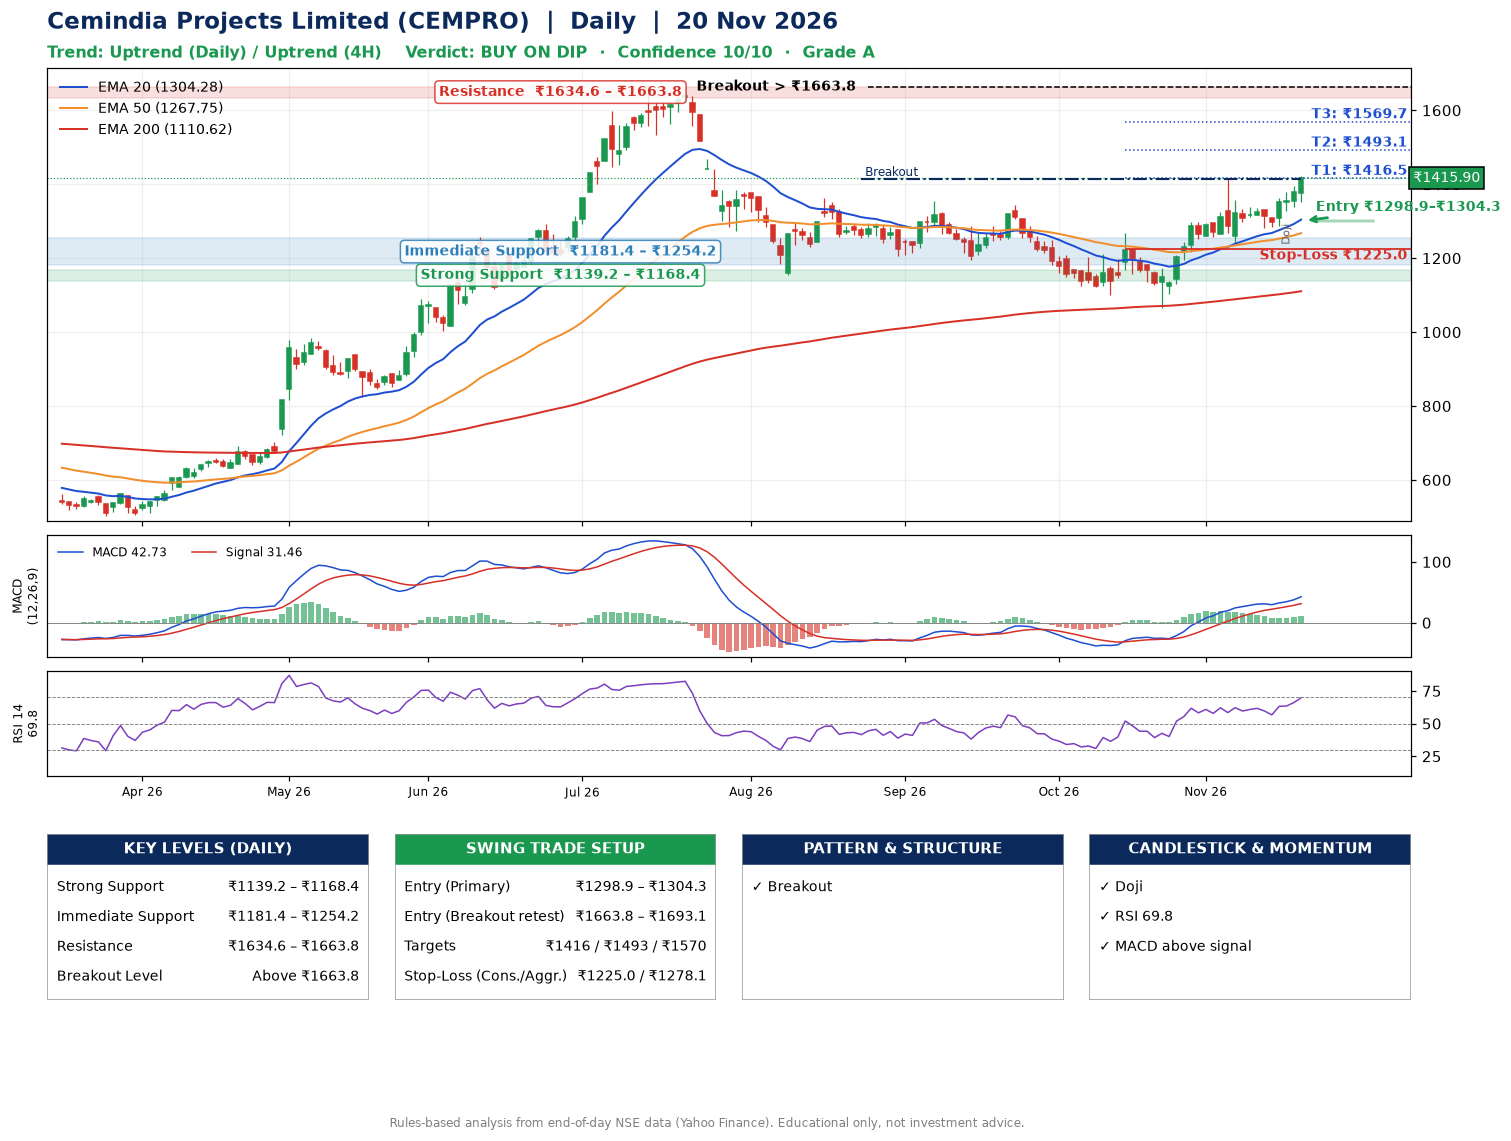 Cemindia Projects Limited (CEMPRO) | Daily | 20 Nov 2026
Trend: Uptrend (Daily) / Uptrend (4H) Verdict: BUY ON DIP · Confidence 10/10 · Grade A
EMA 20 (1304.28)
EMA 50 (1267.75)
EMA 200 (1110.62)
Resistance ₹1634.6 – ₹1663.8
Breakout > ₹1663.8
T3: ₹1569.7
T2: ₹1493.1
T1: ₹1416.5
Breakout
₹1415.90
Entry ₹1298.9–₹1304.3
Doji
Stop-Loss ₹1225.0
Immediate Support ₹1181.4 – ₹1254.2
Strong Support ₹1139.2 – ₹1168.4
1600
1200
1000
800
600
MACD 42.73 Signal 31.46
MACD
(12,26,9)
100
0
RSI 14
69.8
75
50
25
Apr 26 May 26 Jun 26 Jul 26 Aug 26 Sep 26 Oct 26 Nov 26
KEY LEVELS (DAILY)
Strong Support ₹1139.2 – ₹1168.4
Immediate Support ₹1181.4 – ₹1254.2
Resistance ₹1634.6 – ₹1663.8
Breakout Level Above ₹1663.8
SWING TRADE SETUP
Entry (Primary) ₹1298.9 – ₹1304.3
Entry (Breakout retest) ₹1663.8 – ₹1693.1
Targets ₹1416 / ₹1493 / ₹1570
Stop-Loss (Cons./Aggr.) ₹1225.0 / ₹1278.1
PATTERN & STRUCTURE
✓ Breakout
CANDLESTICK & MOMENTUM
✓ Doji
✓ RSI 69.8
✓ MACD above signal
Rules-based analysis from end-of-day NSE data (Yahoo Finance). Educational only, not investment advice.